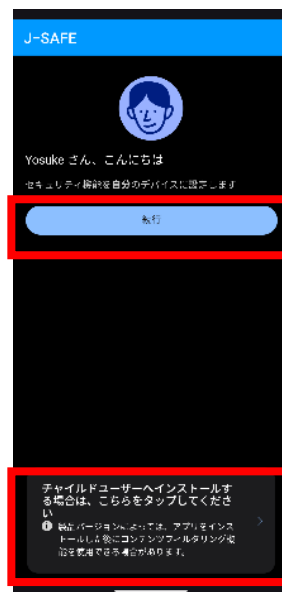 J-SAFE
Yosuke さん、こんにちは
セキュリティ機能を自分のデバイスに設定します
続行
チャイルドユーザーへインストールす
る場合は、こちらをタップしてくださ
い
製品バージョンによっては、アプリをインス
トールした後にコンテンツフィルタリング機
能を使用できる場合があります。